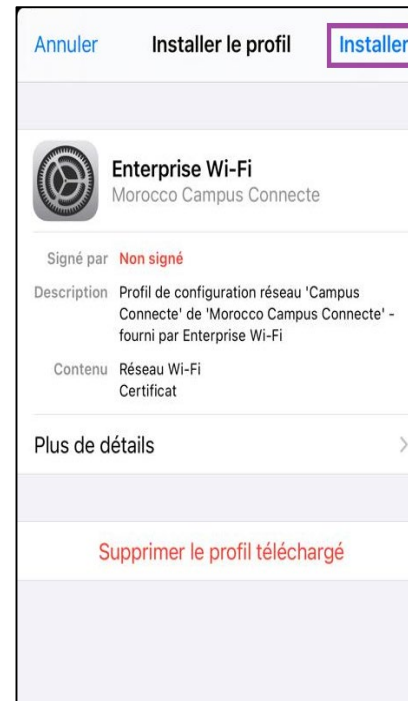 Annuler Installer le profil Installer
Enterprise Wi-Fi
Morocco Campus Connecte
Signé par Non signé
Description Profil de configuration réseau 'Campus
Connecte' de 'Morocco Campus Connecte' -
fourni par Enterprise Wi-Fi
Contenu Réseau Wi-Fi
Certificat
Plus de détails
Supprimer le profil téléchargé